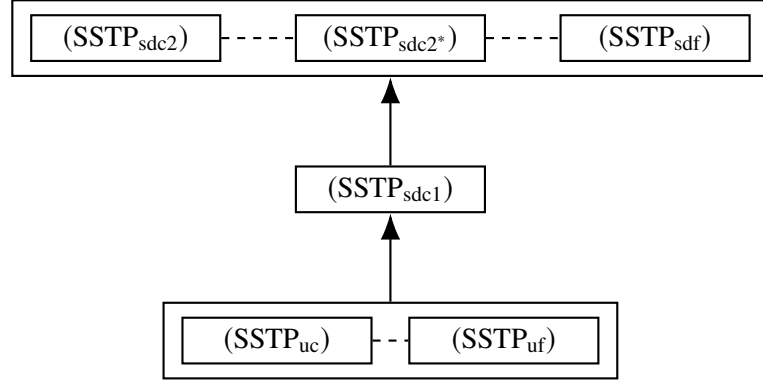 (SSTP_sdc2) (SSTP_sdc2*) (SSTP_sdf)
(SSTP_sdc1)
(SSTP_uc) (SSTP_uf)